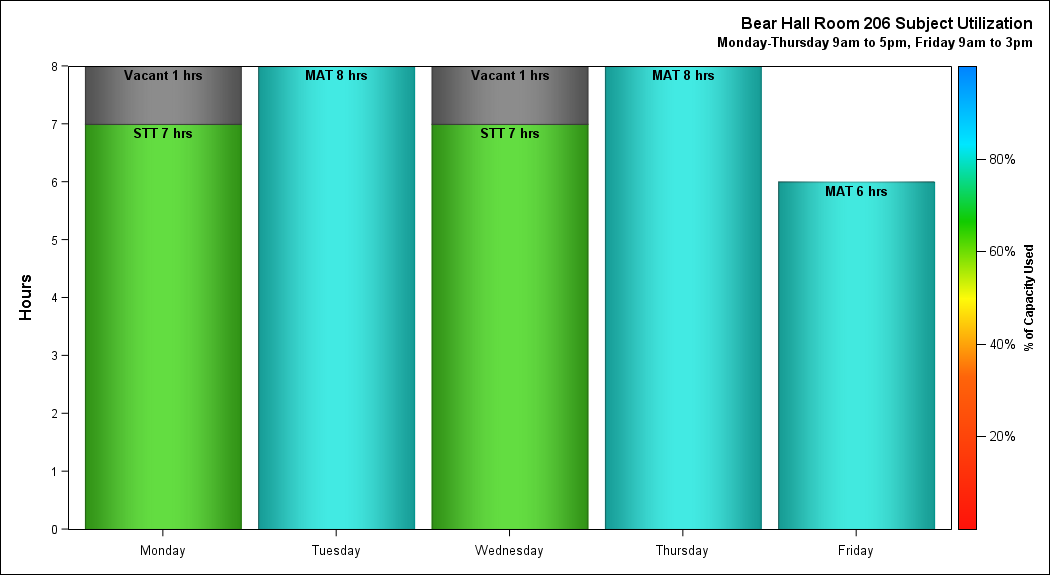 Bear Hall Room 206 Subject Utilization
Monday-Thursday 9am to 5pm, Friday 9am to 3pm
Hours
8
7
6
5
4
3
2
1
0
Vacant 1 hrs
STT 7 hrs
MAT 8 hrs
Vacant 1 hrs
STT 7 hrs
MAT 8 hrs
MAT 6 hrs
Monday
Tuesday
Wednesday
Thursday
Friday
80%
60%
40%
20%
% of Capacity Used